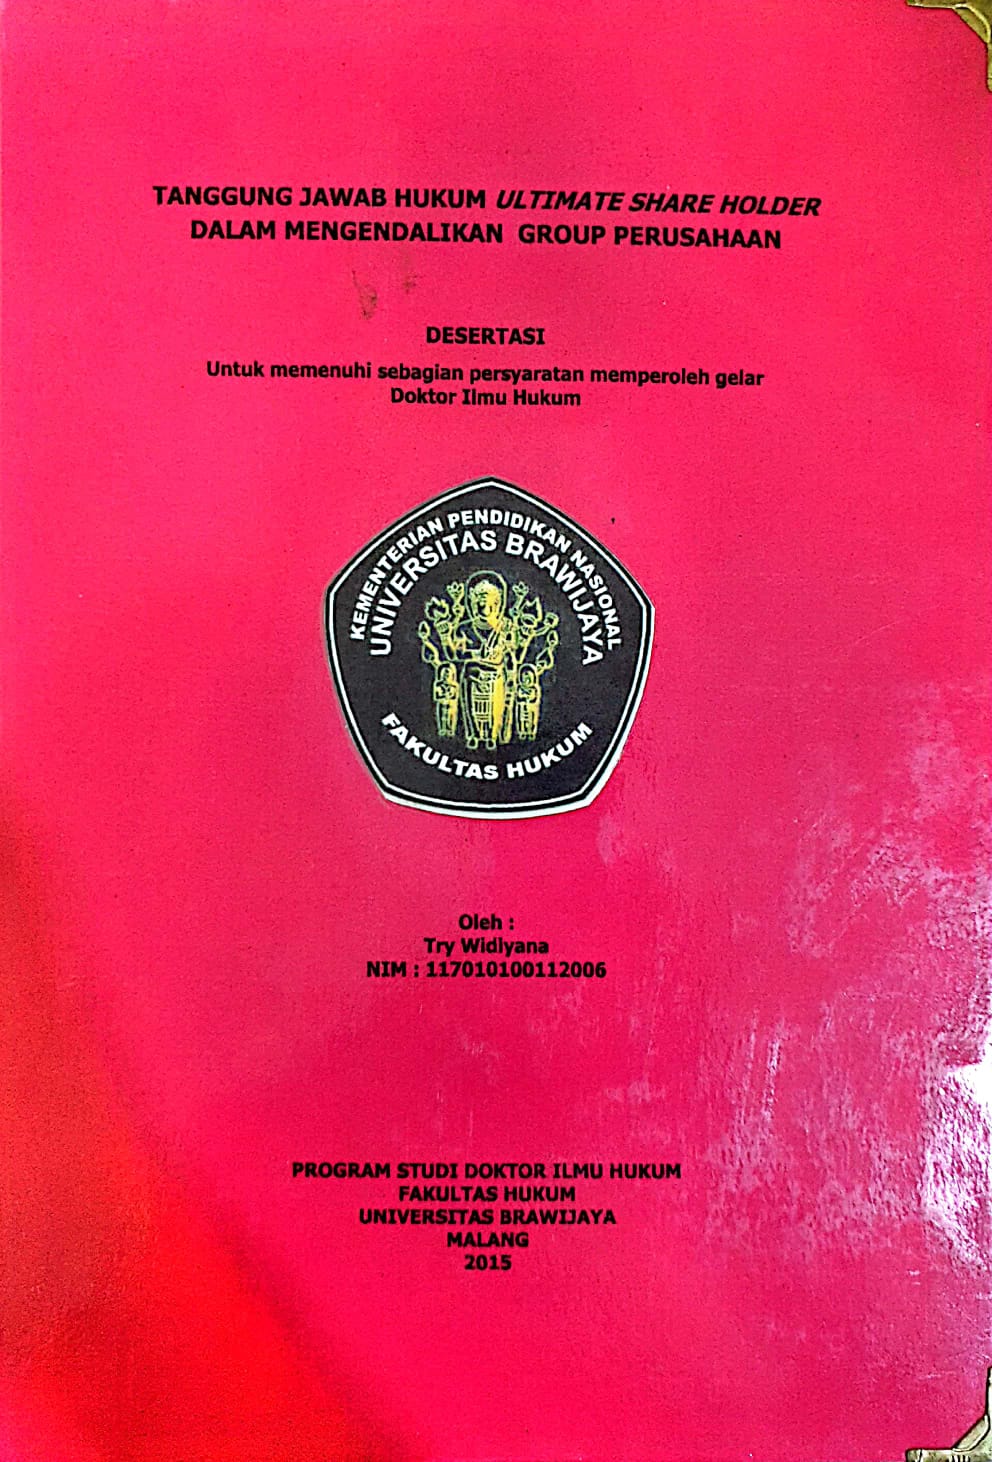 TANGGUNG JAWAB HUKUM ULTIMATE SHARE HOLDER
DALAM MENGENDALIKAN GROUP PERUSAHAAN
DESERTASI
Untuk memenuhi sebagian persyaratan memperoleh gelar
Doktor Ilmu Hukum
KEMENTERIAN PENDIDIKAN NASIONAL
UNIVERSITAS BRAWIJAYA
FAKULTAS HUKUM
Oleh :
Try Widiyana
NIM : 117010100112006
PROGRAM STUDI DOKTOR ILMU HUKUM
FAKULTAS HUKUM
UNIVERSITAS BRAWIJAYA
MALANG
2015